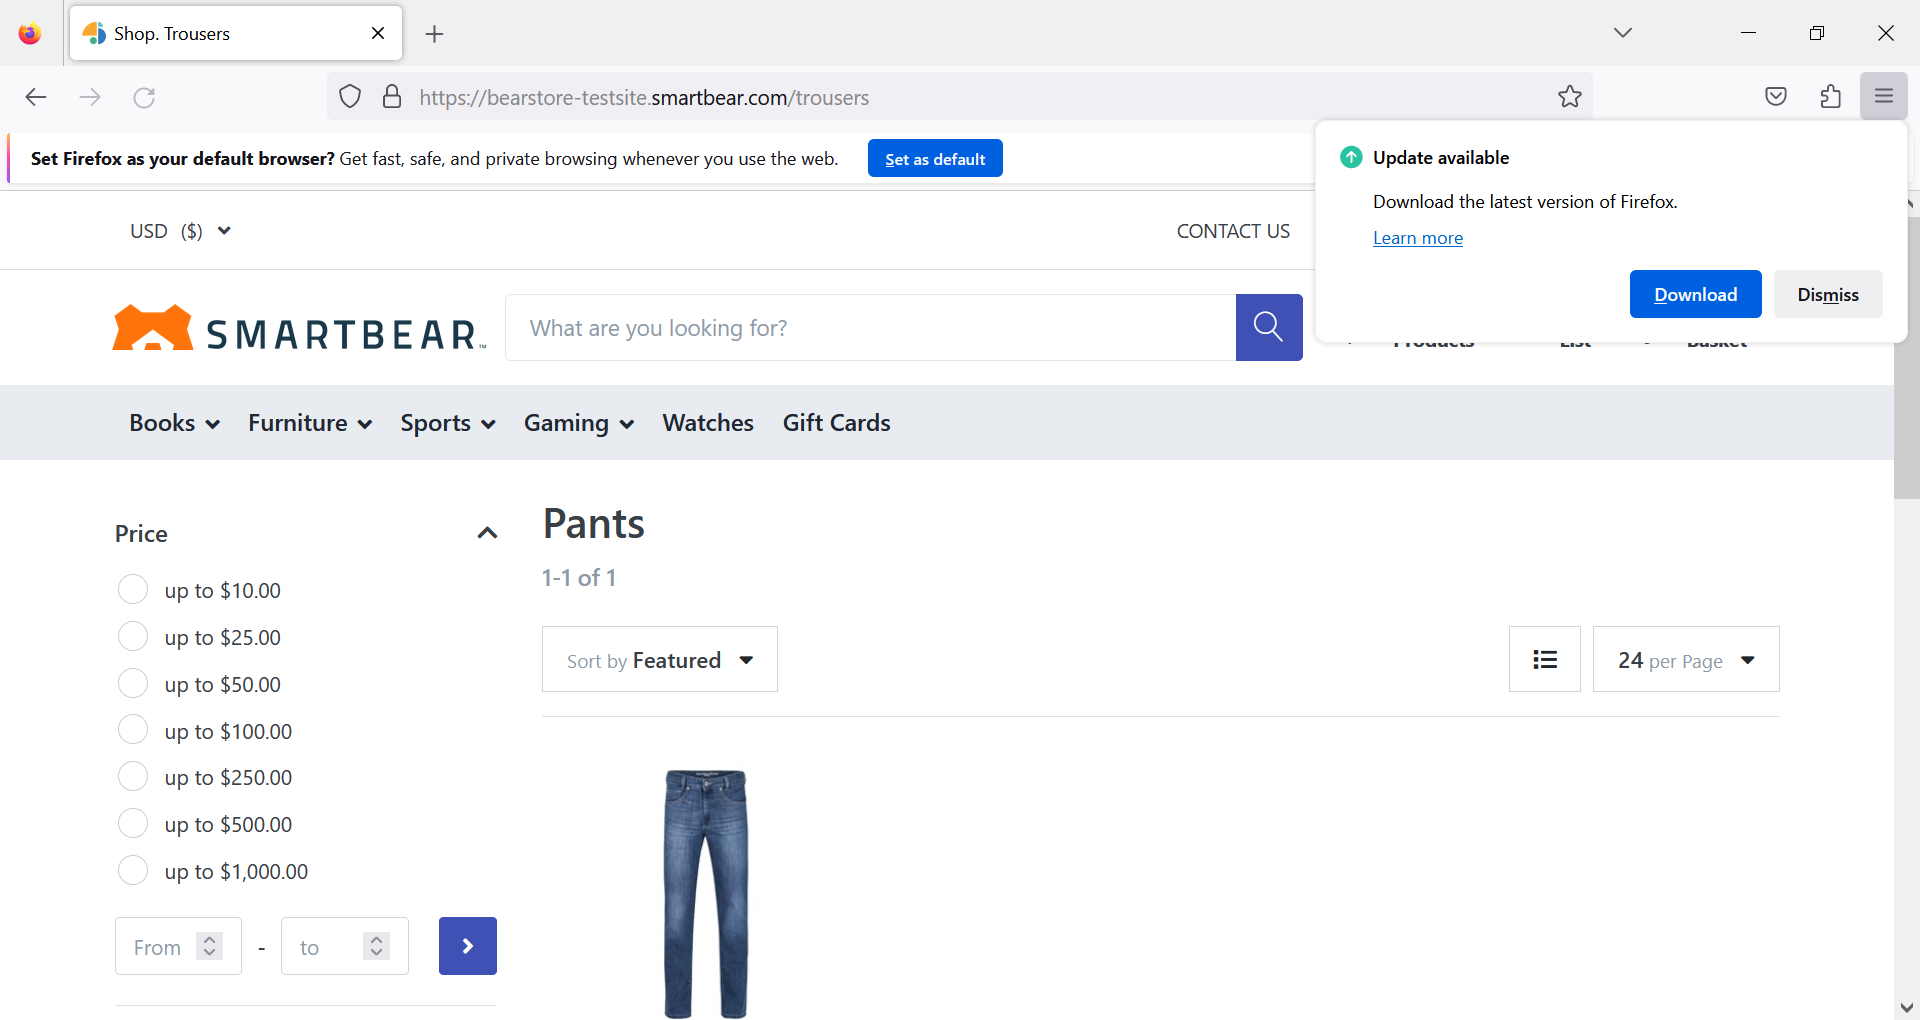 Shop. Trousers
https://bearstore-testsite.smartbear.com/trousers
Set Firefox as your default browser? Get fast, safe, and private browsing whenever you use the web.
Set as default
Update available
Download the latest version of Firefox.
Learn more
Download
Dismiss
USD ($)
CONTACT US
SMARTBEAR™
What are you looking for?
Products
List
Basket
Books
Furniture
Sports
Gaming
Watches
Gift Cards
Price
up to $10.00
up to $25.00
up to $50.00
up to $100.00
up to $250.00
up to $500.00
up to $1,000.00
From - to
Pants
1-1 of 1
Sort by Featured
24 per Page